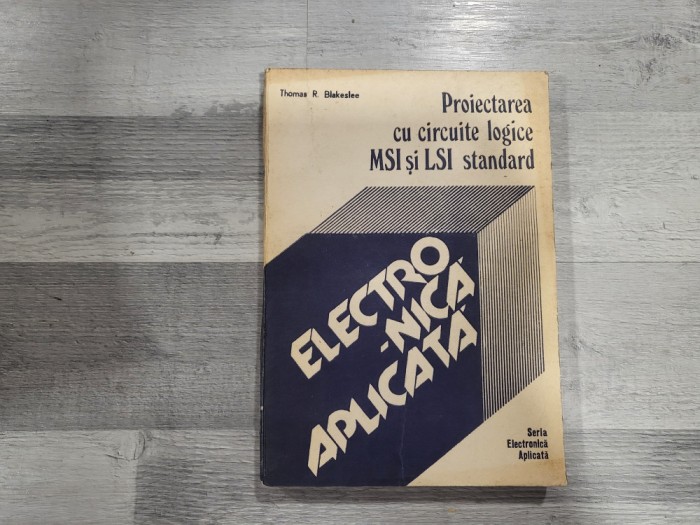 Thomas R. Blakeslee
Proiectarea
cu circuite logice
MSI și LSI standard
ELECTRO
-NICĂ
APLICATĂ
Seria
Electronică
Aplicată